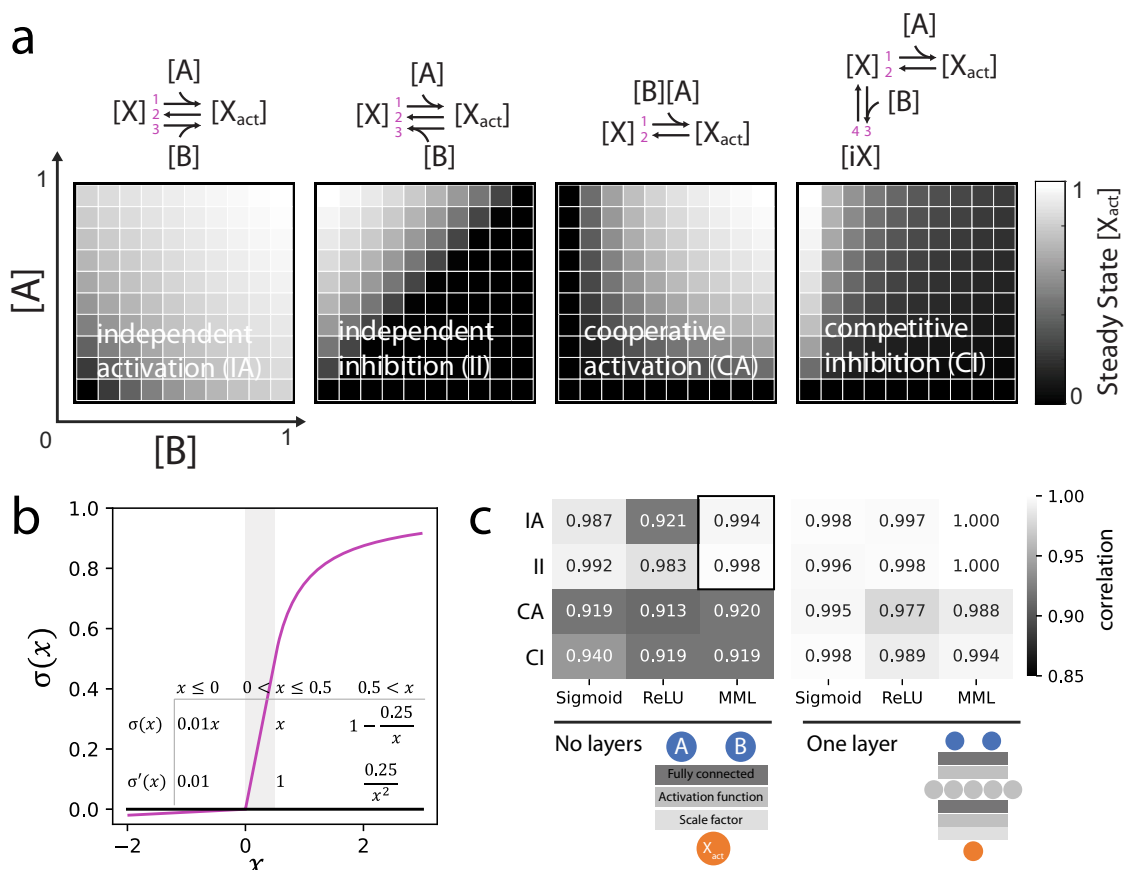 a
[A]
[X] 1 2 3 [Xact]
[B]
[A]
[X] 1 2 3 [Xact]
[B]
[B][A]
[X] 1 2 [Xact]
[A]
[X] 1 2 [Xact]
[B]
4 3
[iX]
1
[A]
0
[B]
1
independent
activation (IA)
independent
inhibition (II)
cooperative
activation (CA)
competitive
inhibition (CI)
1
0
Steady State [Xact]
b
σ(x)
1.0
0.8
0.6
0.4
0.2
0.0
x ≤ 0 0 < x ≤ 0.5 0.5 < x
σ(x) 0.01x x 1 − 0.25/x
σ′(x) 0.01 1 0.25/x²
−2 0 2
x
c
IA 0.987 0.921 0.994 0.998 0.997 1.000
II 0.992 0.983 0.998 0.996 0.998 1.000
CA 0.919 0.913 0.920 0.995 0.977 0.988
CI 0.940 0.919 0.919 0.998 0.989 0.994
Sigmoid ReLU MML Sigmoid ReLU MML
1.00
0.95
0.90
0.85
correlation
No layers
A B
Fully connected
Activation function
Scale factor
Xact
One layer